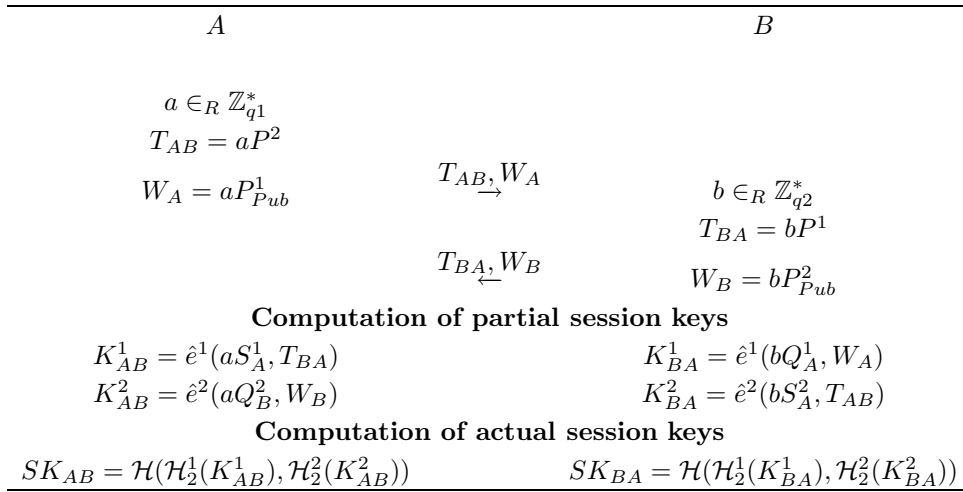 A B
a ∈_R ℤ*_{q1}
T_{AB} = aP^2
W_A = aP^1_{Pub} T_{AB}, W_A → b ∈_R ℤ*_{q2}
T_{BA} = bP^1
T_{BA}, W_B ← W_B = bP^2_{Pub}
Computation of partial session keys
K^1_{AB} = ê^1(aS^1_A, T_{BA}) K^1_{BA} = ê^1(bQ^1_A, W_A)
K^2_{AB} = ê^2(aQ^2_B, W_B) K^2_{BA} = ê^2(bS^2_A, T_{AB})
Computation of actual session keys
SK_{AB} = ℋ(ℋ^1_2(K^1_{AB}), ℋ^2_2(K^2_{AB})) SK_{BA} = ℋ(ℋ^1_2(K^1_{BA}), ℋ^2_2(K^2_{BA}))